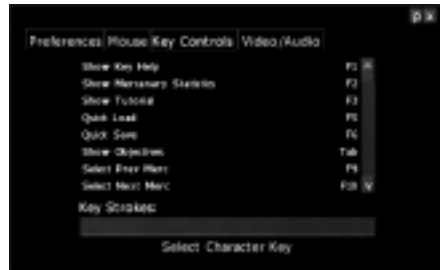 p x
Preferences Mouse Key Controls Video/Audio
Show Key Help F1
Show Mercenary Statistics F2
Show Tutorial F3
Quick Load F5
Quick Save F6
Show Objectives Tab
Select Prev Merc F9
Select Next Merc F10
Key Strokes:
Select Character Key